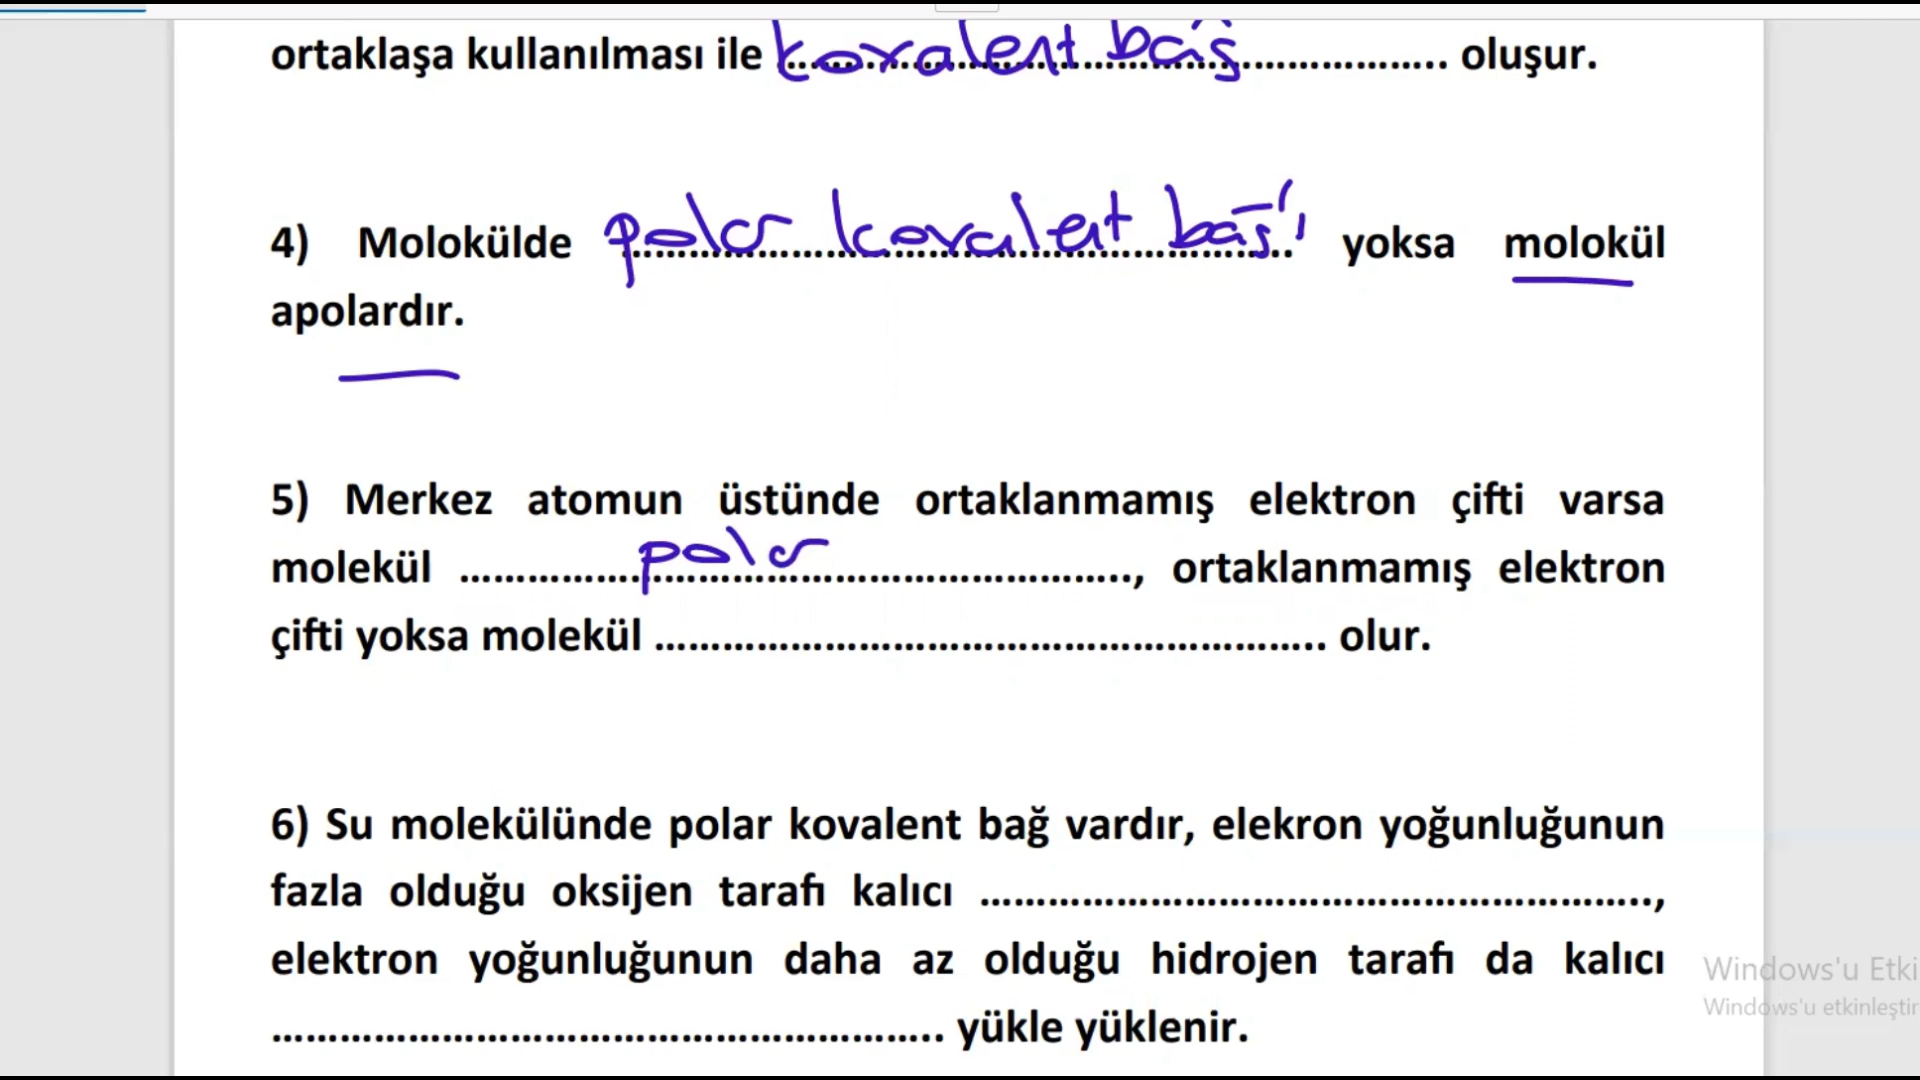 ortaklaşa kullanılması ile kovalent bağ oluşur.
4) Molokülde polar kovalent bağı yoksa molokül
apolardır.
5) Merkez atomun üstünde ortaklanmamış elektron çifti varsa
molekül polar ........................, ortaklanmamış elektron
çifti yoksa molekül ........................ olur.
6) Su molekülünde polar kovalent bağ vardır, elekron yoğunluğunun
fazla olduğu oksijen tarafı kalıcı ........................,
elektron yoğunluğunun daha az olduğu hidrojen tarafı da kalıcı
........................ yükle yüklenir.
Windows'u Etki
Windows'u etkinleştir